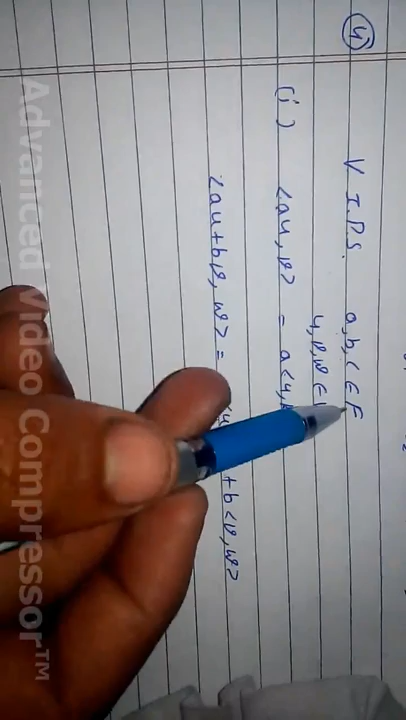 (4)
V I.P.S. a, b, c ∈ F
u, v, w ∈
(i) <au, v> = a<u,
<au+bv, w> = + b<v, w>
Advanced Video Compressor™